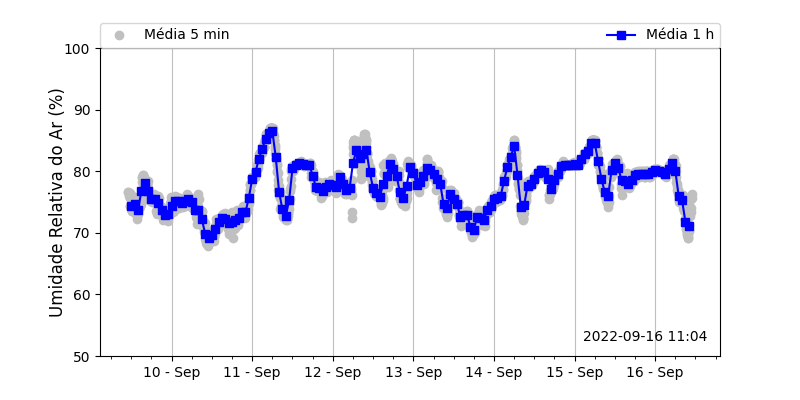 Média 5 min
Média 1 h
Umidade Relativa do Ar (%)
100
90
80
70
60
50
2022-09-16 11:04
10 - Sep
11 - Sep
12 - Sep
13 - Sep
14 - Sep
15 - Sep
16 - Sep